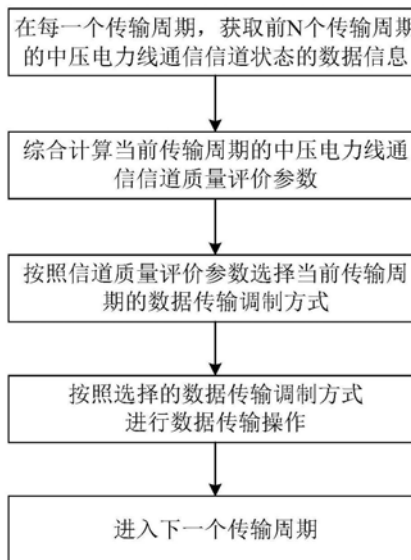 在每一个传输周期，获取前N个传输周期
的中压电力线通信信道状态的数据信息
综合计算当前传输周期的中压电力线通
信信道质量评价参数
按照信道质量评价参数选择当前传输周
期的数据传输调制方式
按照选择的数据传输调制方式
进行数据传输操作
进入下一个传输周期